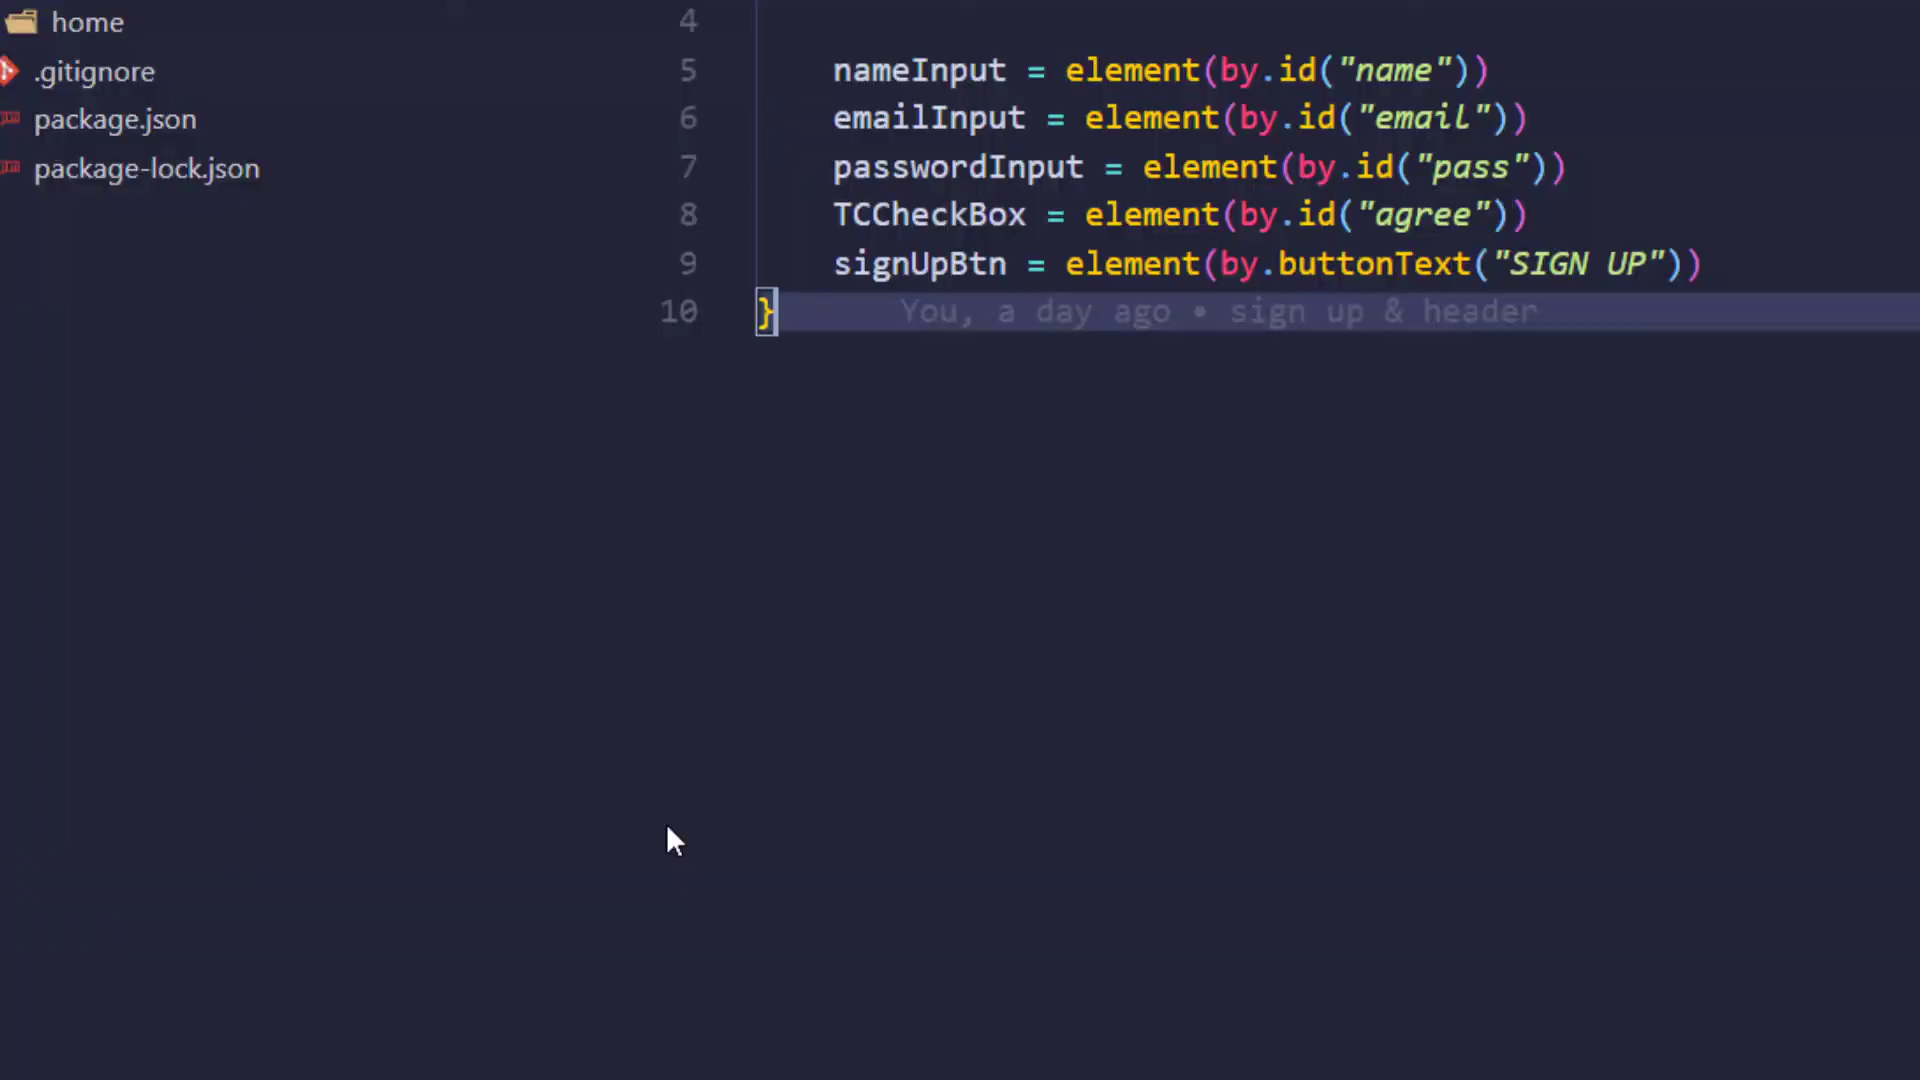 home
.gitignore
package.json
package-lock.json
4
5 nameInput = element(by.id("name"))
6 emailInput = element(by.id("email"))
7 passwordInput = element(by.id("pass"))
8 TCCheckBox = element(by.id("agree"))
9 signUpBtn = element(by.buttonText("SIGN UP"))
10 } You, a day ago • sign up & header